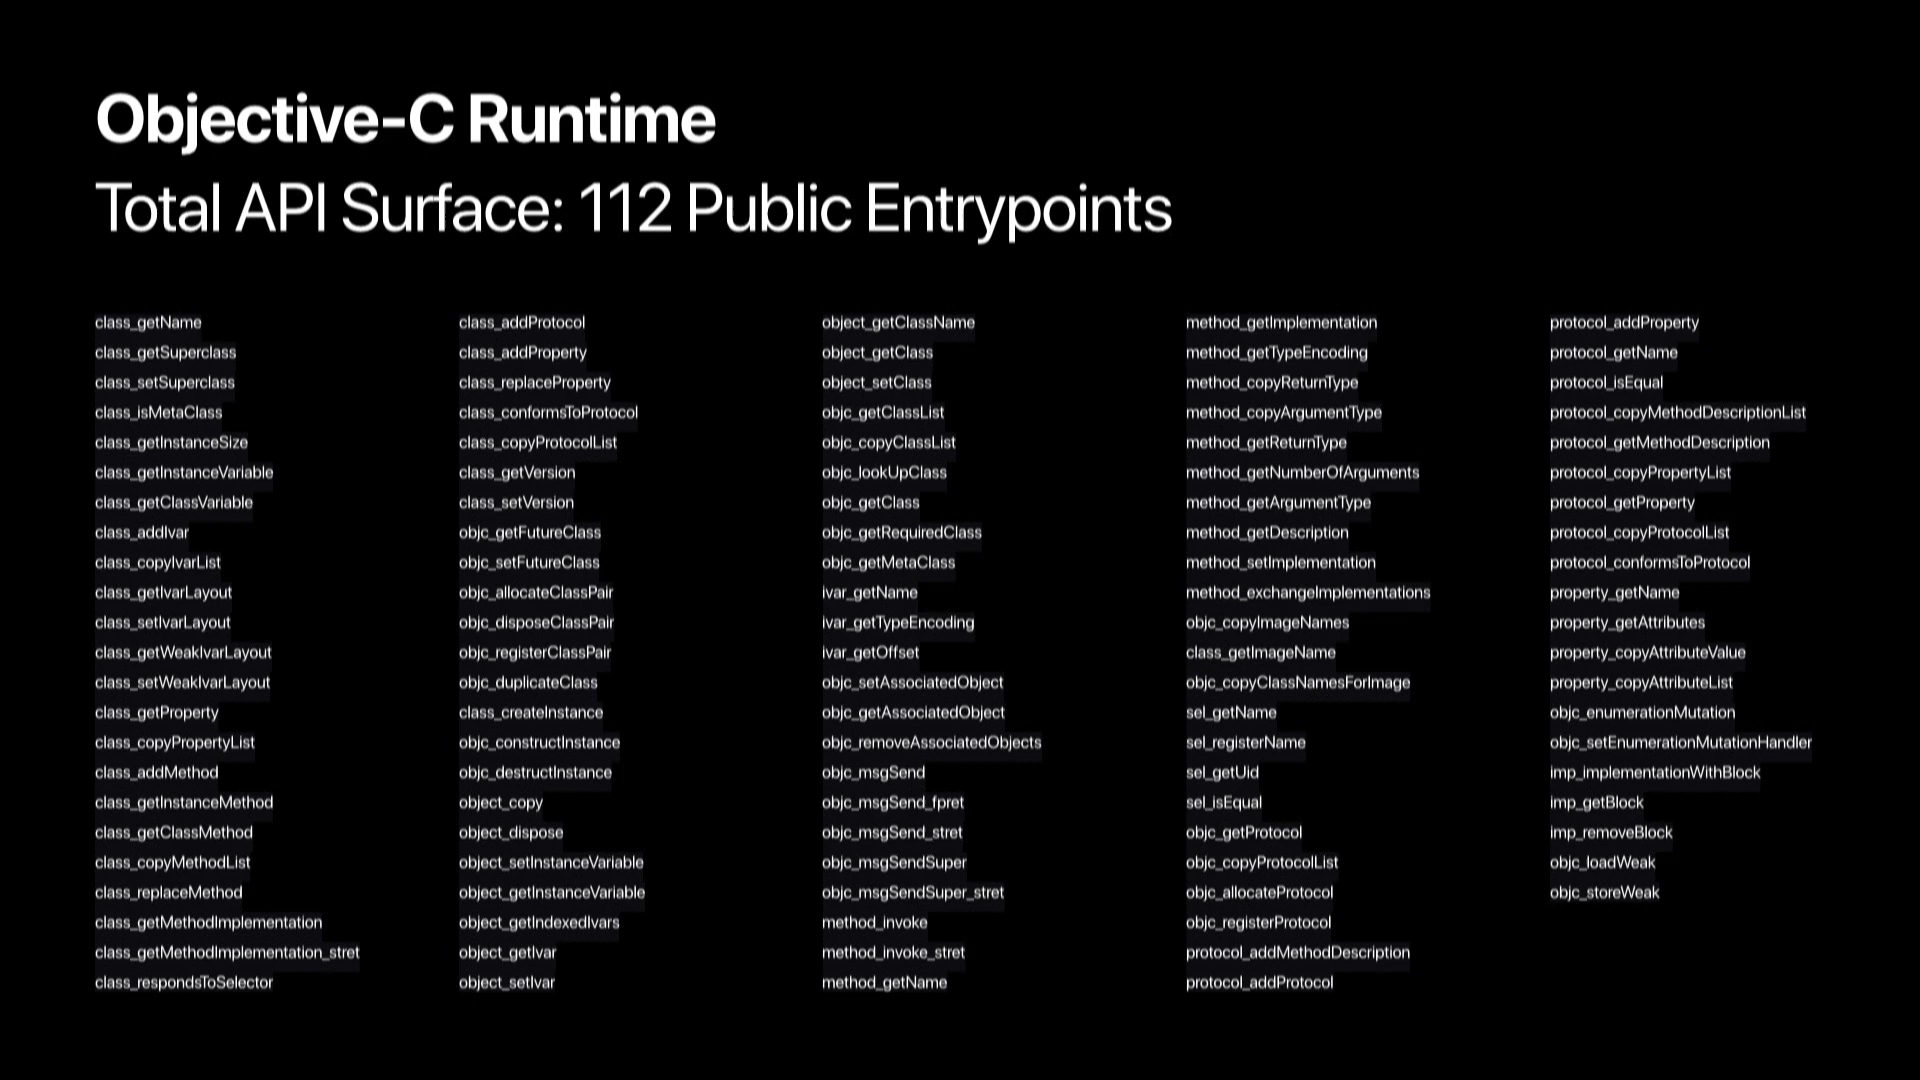 Objective-C Runtime
Total API Surface: 112 Public Entrypoints
class_getName
class_getSuperclass
class_setSuperclass
class_isMetaClass
class_getInstanceSize
class_getInstanceVariable
class_getClassVariable
class_addIvar
class_copyIvarList
class_getIvarLayout
class_setIvarLayout
class_getWeakIvarLayout
class_setWeakIvarLayout
class_getProperty
class_copyPropertyList
class_addMethod
class_getInstanceMethod
class_getClassMethod
class_copyMethodList
class_replaceMethod
class_getMethodImplementation
class_getMethodImplementation_stret
class_respondsToSelector
class_addProtocol
class_addProperty
class_replaceProperty
class_conformsToProtocol
class_copyProtocolList
class_getVersion
class_setVersion
objc_getFutureClass
objc_setFutureClass
objc_allocateClassPair
objc_disposeClassPair
objc_registerClassPair
objc_duplicateClass
class_createInstance
objc_constructInstance
objc_destructInstance
object_copy
object_dispose
object_setInstanceVariable
object_getInstanceVariable
object_getIndexedIvars
object_getIvar
object_setIvar
object_getClassName
object_getClass
object_setClass
objc_getClassList
objc_copyClassList
objc_lookUpClass
objc_getClass
objc_getRequiredClass
objc_getMetaClass
ivar_getName
ivar_getTypeEncoding
ivar_getOffset
objc_setAssociatedObject
objc_getAssociatedObject
objc_removeAssociatedObjects
objc_msgSend
objc_msgSend_fpret
objc_msgSend_stret
objc_msgSendSuper
objc_msgSendSuper_stret
method_invoke
method_invoke_stret
method_getName
method_getImplementation
method_getTypeEncoding
method_copyReturnType
method_copyArgumentType
method_getReturnType
method_getNumberOfArguments
method_getArgumentType
method_getDescription
method_setImplementation
method_exchangeImplementations
objc_copyImageNames
class_getImageName
objc_copyClassNamesForImage
sel_getName
sel_registerName
sel_getUid
sel_isEqual
objc_getProtocol
objc_copyProtocolList
objc_allocateProtocol
objc_registerProtocol
protocol_addMethodDescription
protocol_addProtocol
protocol_addProperty
protocol_getName
protocol_isEqual
protocol_copyMethodDescriptionList
protocol_getMethodDescription
protocol_copyPropertyList
protocol_getProperty
protocol_copyProtocolList
protocol_conformsToProtocol
property_getName
property_getAttributes
property_copyAttributeValue
property_copyAttributeList
objc_enumerationMutation
objc_setEnumerationMutationHandler
imp_implementationWithBlock
imp_getBlock
imp_removeBlock
objc_loadWeak
objc_storeWeak